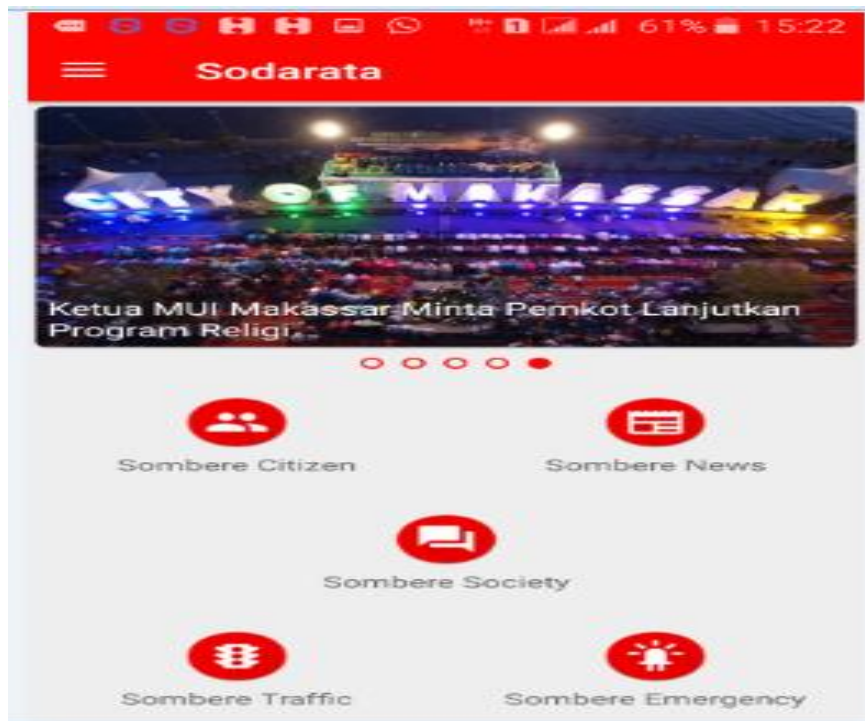 61% 15:22
Sodarata
CITY OF MAKASSAR
Ketua MUI Makassar Minta Pemkot Lanjutkan
Program Religi
Sombere Citizen
Sombere News
Sombere Society
Sombere Traffic
Sombere Emergency